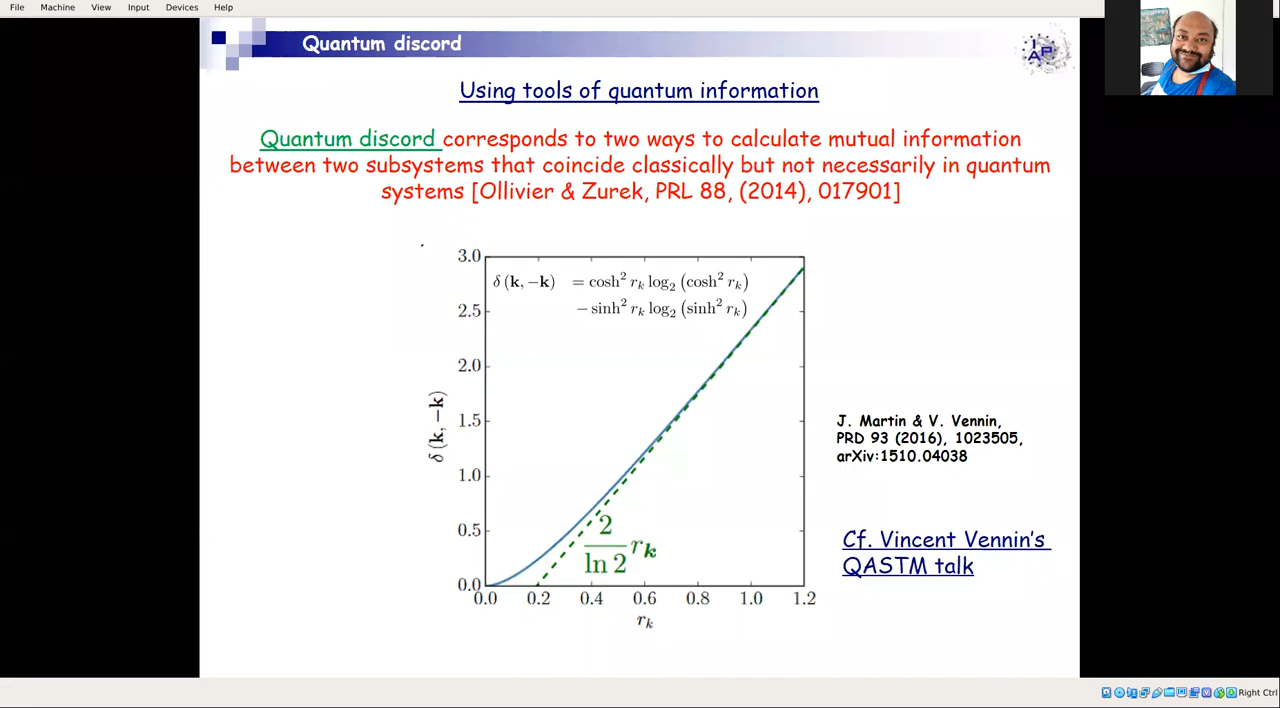 File Machine View Input Devices Help
Quantum discord
IAP
Using tools of quantum information
Quantum discord corresponds to two ways to calculate mutual information
between two subsystems that coincide classically but not necessarily in quantum
systems [Ollivier & Zurek, PRL 88, (2014), 017901]
δ (k, −k) = cosh² r_k log₂ (cosh² r_k)
− sinh² r_k log₂ (sinh² r_k)
3.0
2.5
2.0
1.5
1.0
0.5
0.0
δ (k, −k)
2/ln 2 r_k
0.0 0.2 0.4 0.6 0.8 1.0 1.2
r_k
J. Martin & V. Vennin,
PRD 93 (2016), 1023505,
arXiv:1510.04038
Cf. Vincent Vennin's
QASTM talk
Right Ctrl